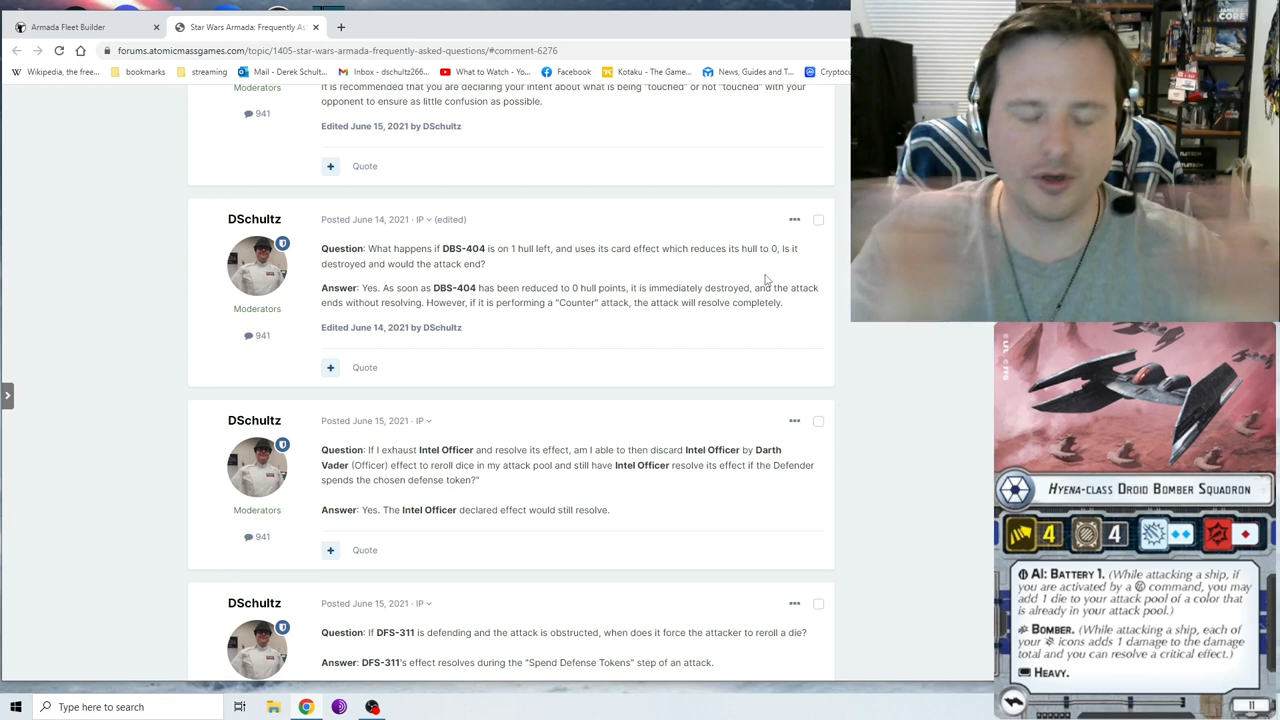 Armada Fleet Builder
Star Wars Armada: Frequently As
forums.atomicmassgames.com/topic/1405-star-wars-armada-frequently-asked-questions/#comment-6276
Wikipedia, the free...
bookmarks
Mail - Derek Schult...
Inbox - dschultz266...
What to Watch - Yo...
Facebook
Kotaku - The Game...
News, Guides and T...
Cryptocu
Moderators
941
It is recommended that you are
opponent to ensure as little confusion as possible.
Edited June 15, 2021 by DSchultz
+ Quote
DSchultz
Posted June 14, 2021 · IP (edited)
Question: What happens if DBS-404 is on 1 hull left, and uses its card effect which reduces its hull to 0, Is it
destroyed and would the attack end?
Answer: Yes. As soon as DBS-404 has been reduced to 0 hull points, it is immediately destroyed, and the attack
ends without resolving. However, if it is performing a "Counter" attack, the attack will resolve completely.
Moderators
941
Edited June 14, 2021 by DSchultz
+ Quote
DSchultz
Posted June 15, 2021 · IP
Question: If I exhaust Intel Officer and resolve its effect, am I able to then discard Intel Officer by Darth
Vader (Officer) effect to reroll dice in my attack pool and still have Intel Officer resolve its effect if the Defender
spends the chosen defense token?"
Answer: Yes. The Intel Officer declared effect would still resolve.
Moderators
941
+ Quote
DSchultz
Posted June 15, 2021 · IP
Question: If DFS-311 is defending and the attack is obstructed, when does it force the attacker to reroll a die?
Answer: DFS-311's effect resolves during the "Spend Defense Tokens" step of an attack.
Type here to search
CORE
Hyena-class Droid Bomber Squadron
4
4
AI: Battery 1. (While attacking a ship, if
you are activated by a command, you may
add 1 die to your attack pool of a color that
is already in your attack pool.)
Bomber. (While attacking a ship, each of
your icons adds 1 damage to the damage
total and you can resolve a critical effect.)
Heavy.
11